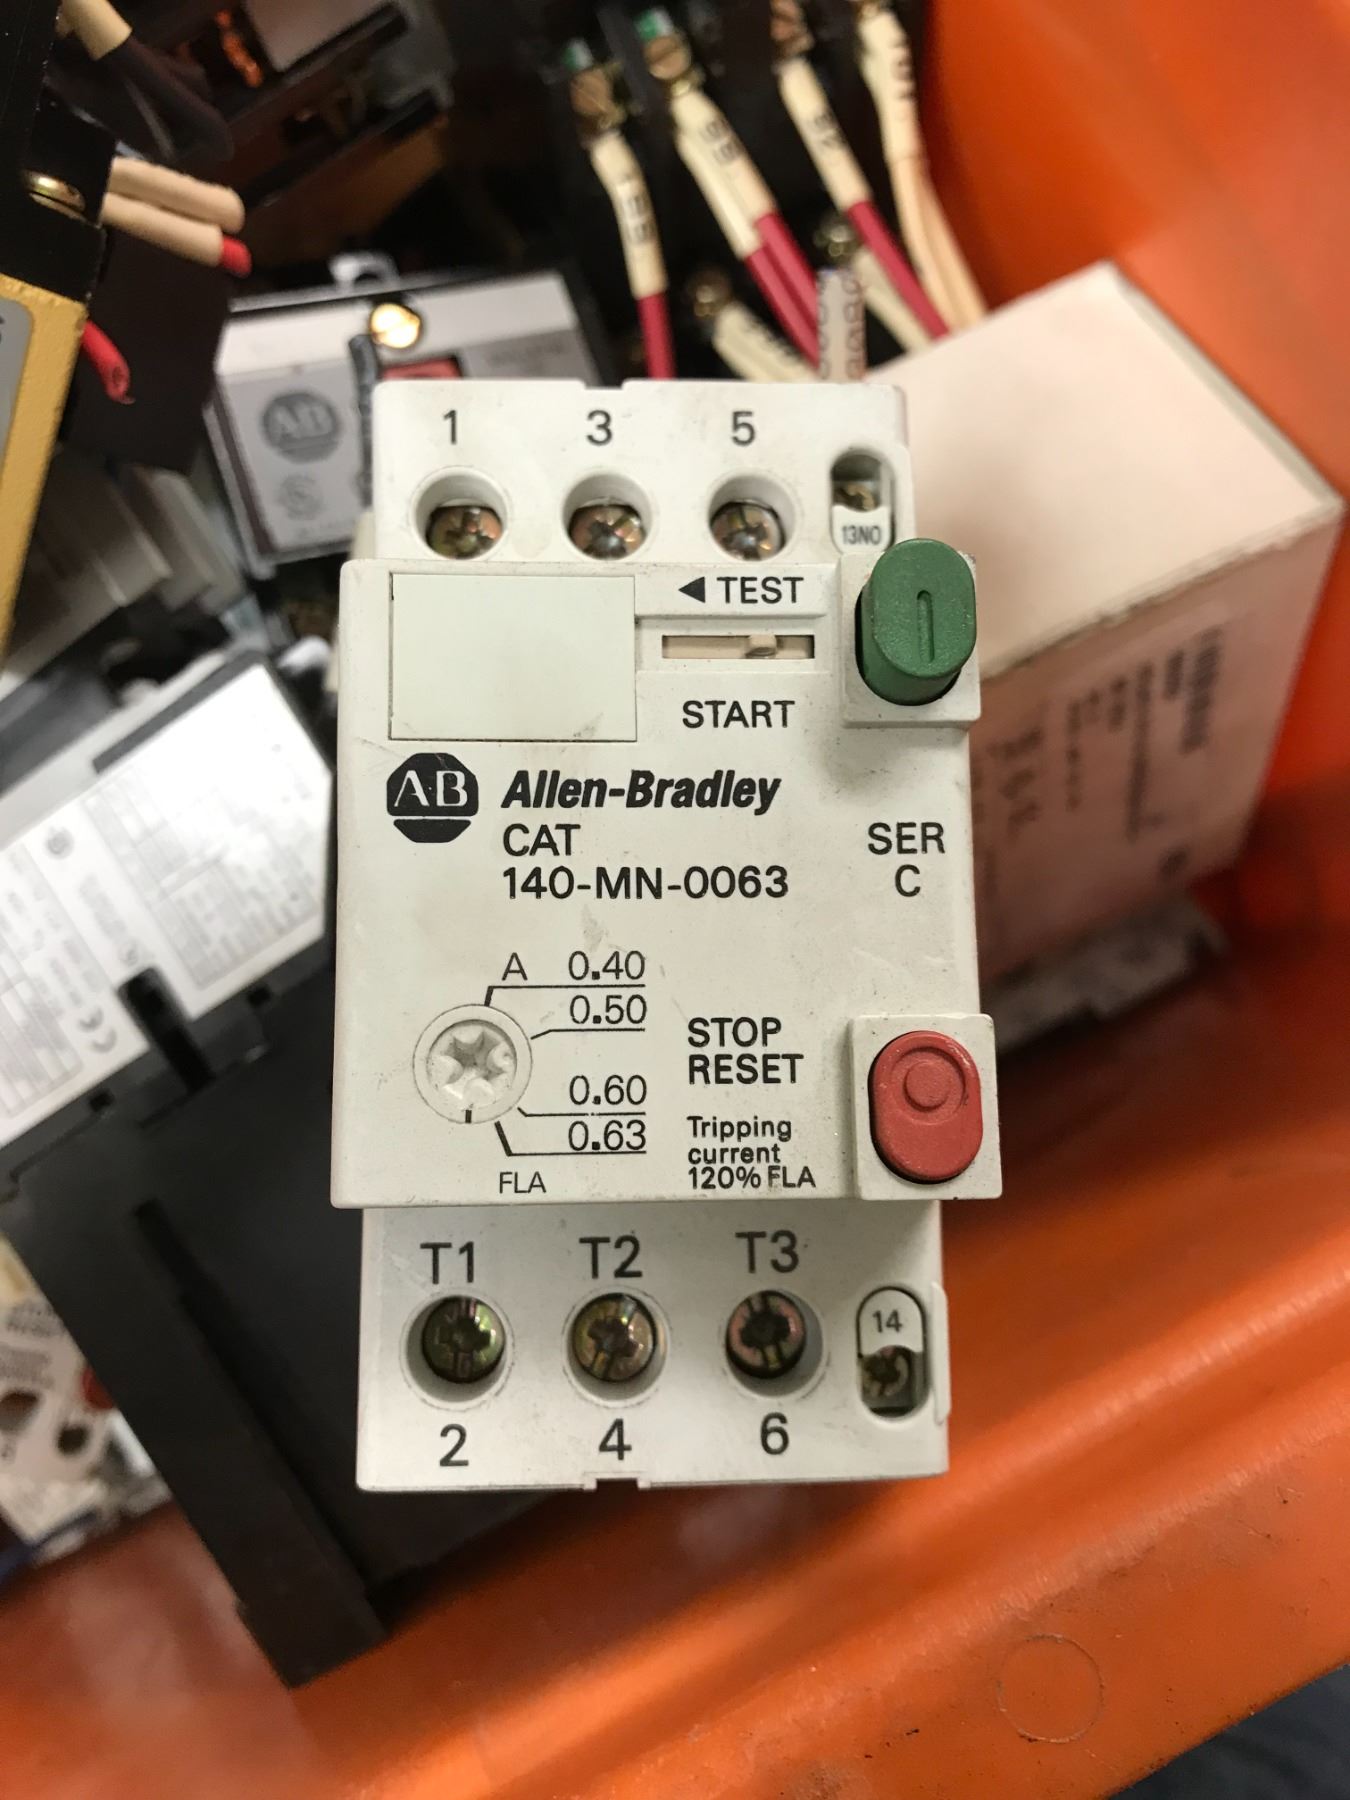 1 3 5
13NO
◀ TEST
START
AB Allen-Bradley
CAT
140-MN-0063
SER
C
A 0.40
0.50
0.60
0.63
FLA
STOP
RESET
Tripping
current
120% FLA
T1 T2 T3
14
2 4 6
AB